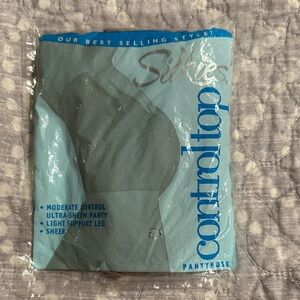 OUR BEST SELLING STYLE!
Silkies
control top
• MODERATE CONTROL
ULTRA-SHEEN PANTY
• LIGHT SUPPORT LEG
• SHEER
PANTYHOSE